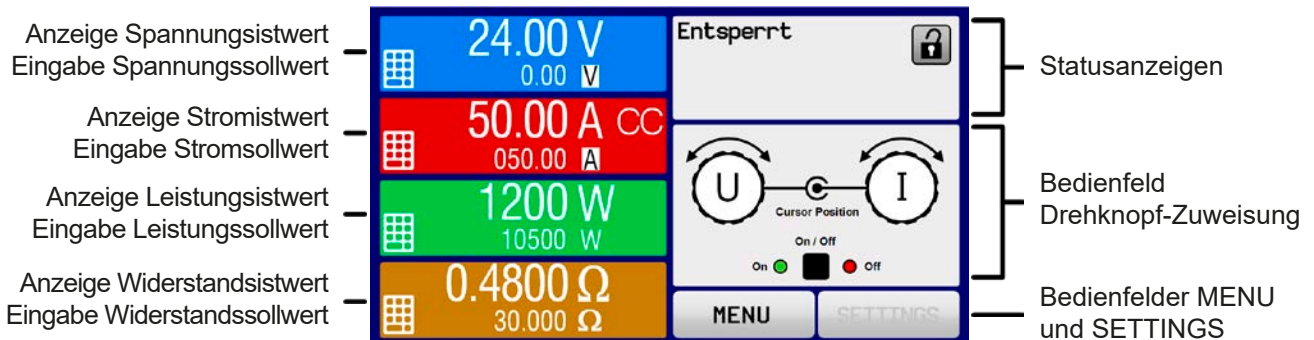 Anzeige Spannungsistwert
Eingabe Spannungssollwert
Anzeige Stromistwert
Eingabe Stromsollwert
Anzeige Leistungsistwert
Eingabe Leistungssollwert
Anzeige Widerstandsistwert
Eingabe Widerstandssollwert
24.00 V
0.00 V
50.00 A CC
050.00 A
1200 W
10500 W
0.4800 Ω
30.000 Ω
Entsperrt
U
I
Cursor Position
On / Off
On
Off
MENU
SETTINGS
Statusanzeigen
Bedienfeld
Drehknopf-Zuweisung
Bedienfelder MENU
und SETTINGS